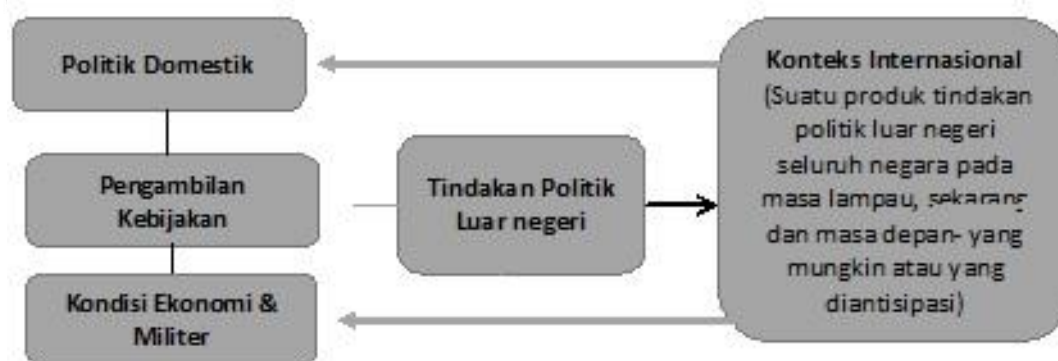 Politik Domestik
Pengambilan
Kebijakan
Kondisi Ekonomi &
Militer
Tindakan Politik
Luar negeri
Konteks Internasional
(Suatu produk tindakan
politik luar negeri
seluruh negara pada
masa lampau, sekarang
dan masa depan- yang
mungkin atau yang
diantisipasi)